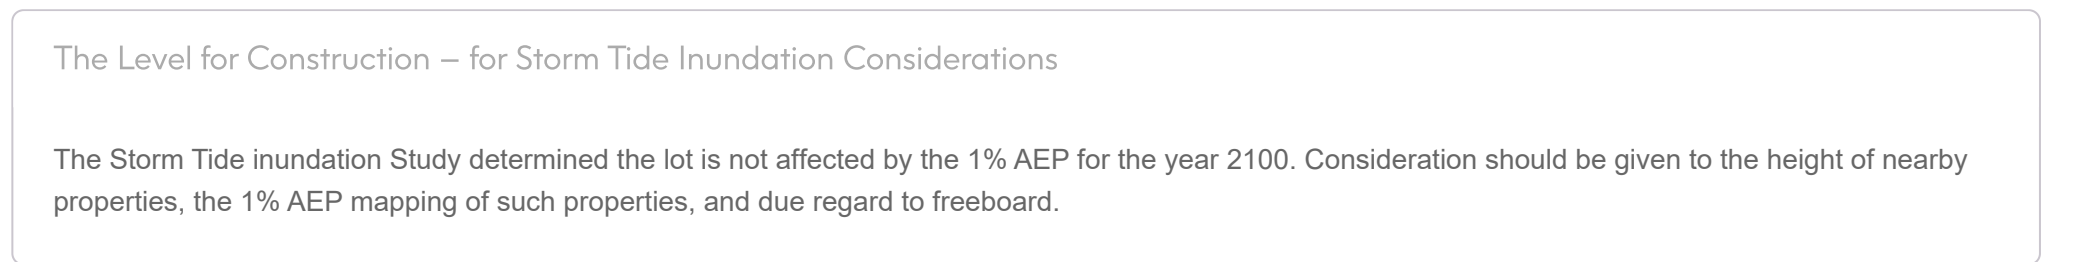 The Level for Construction – for Storm Tide Inundation Considerations
The Storm Tide inundation Study determined the lot is not affected by the 1% AEP for the year 2100. Consideration should be given to the height of nearby
properties, the 1% AEP mapping of such properties, and due regard to freeboard.